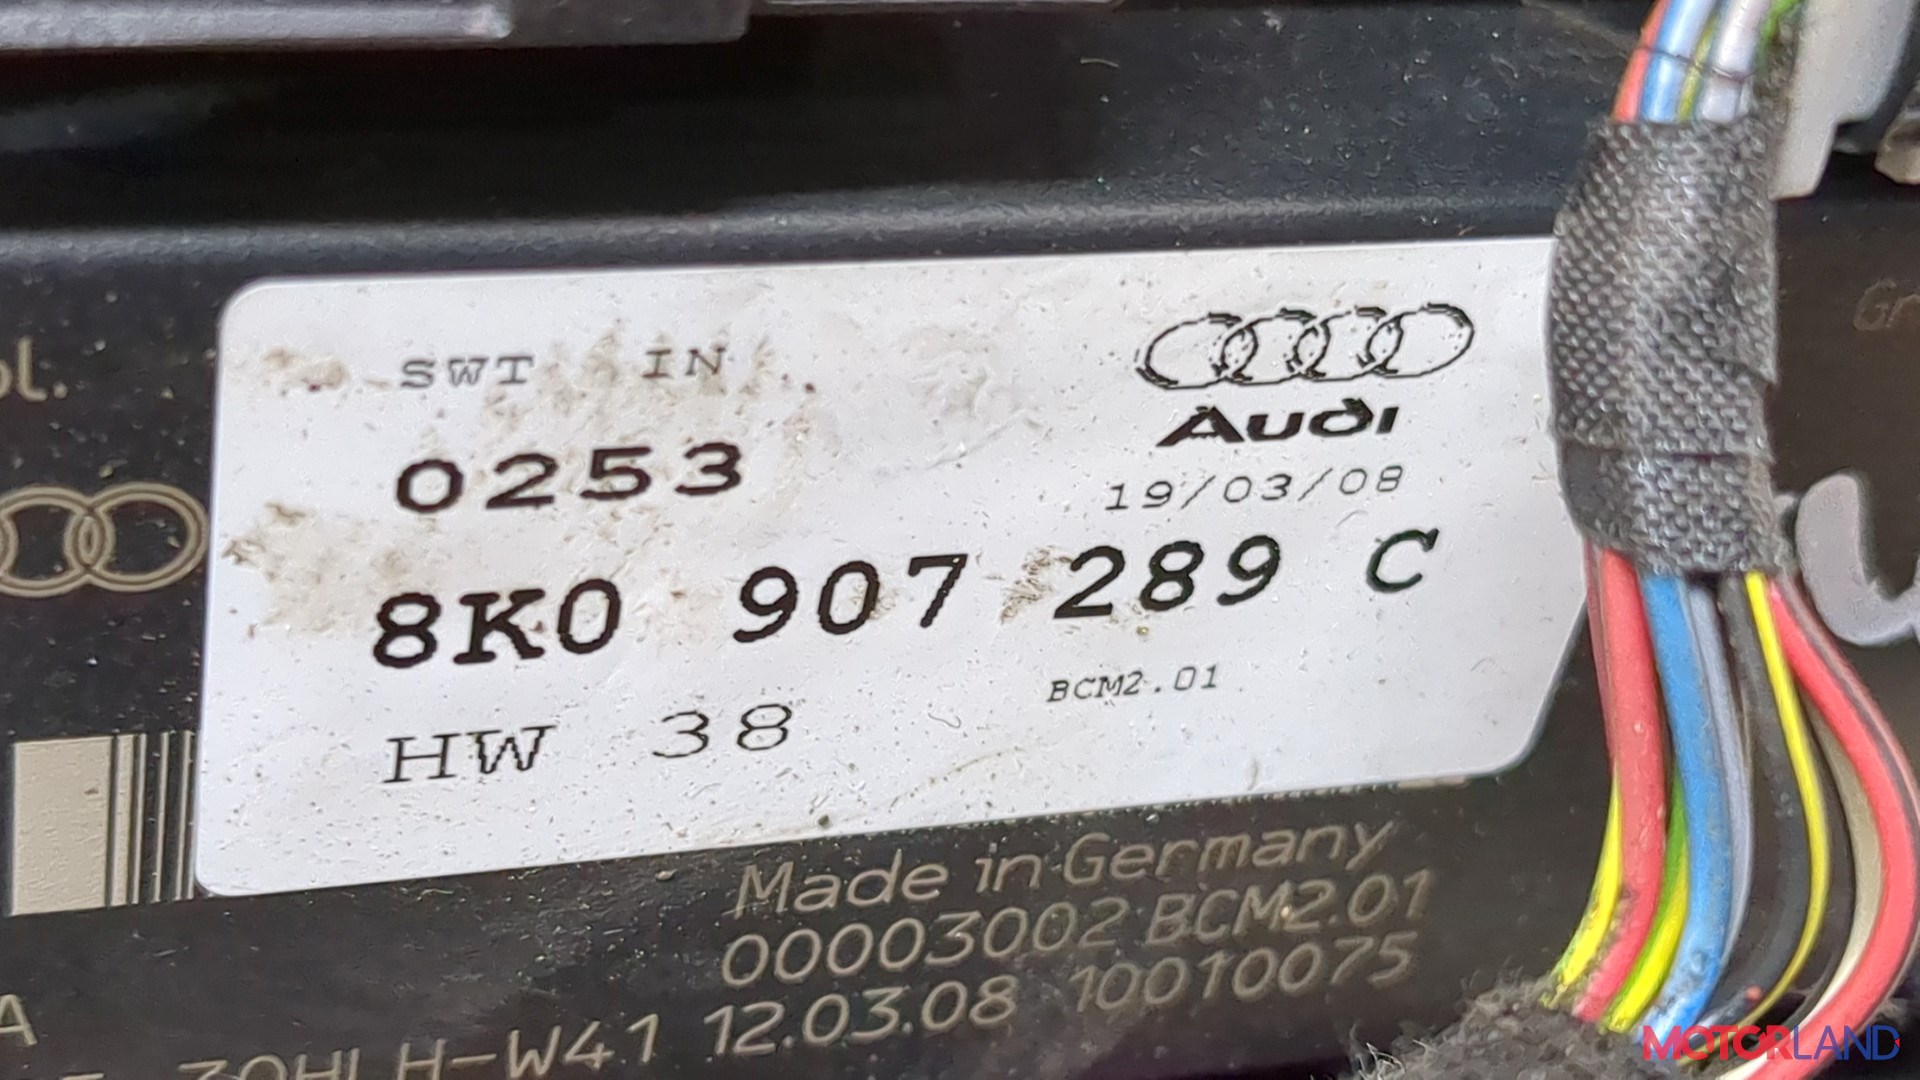 SWT IN
0253
Audi
19/03/08
8K0 907 289 C
HW 38
BCM2.01
Made in Germany
00003002 BCM2.01
H-W41 12.03.08 10010075
MOTORLAND